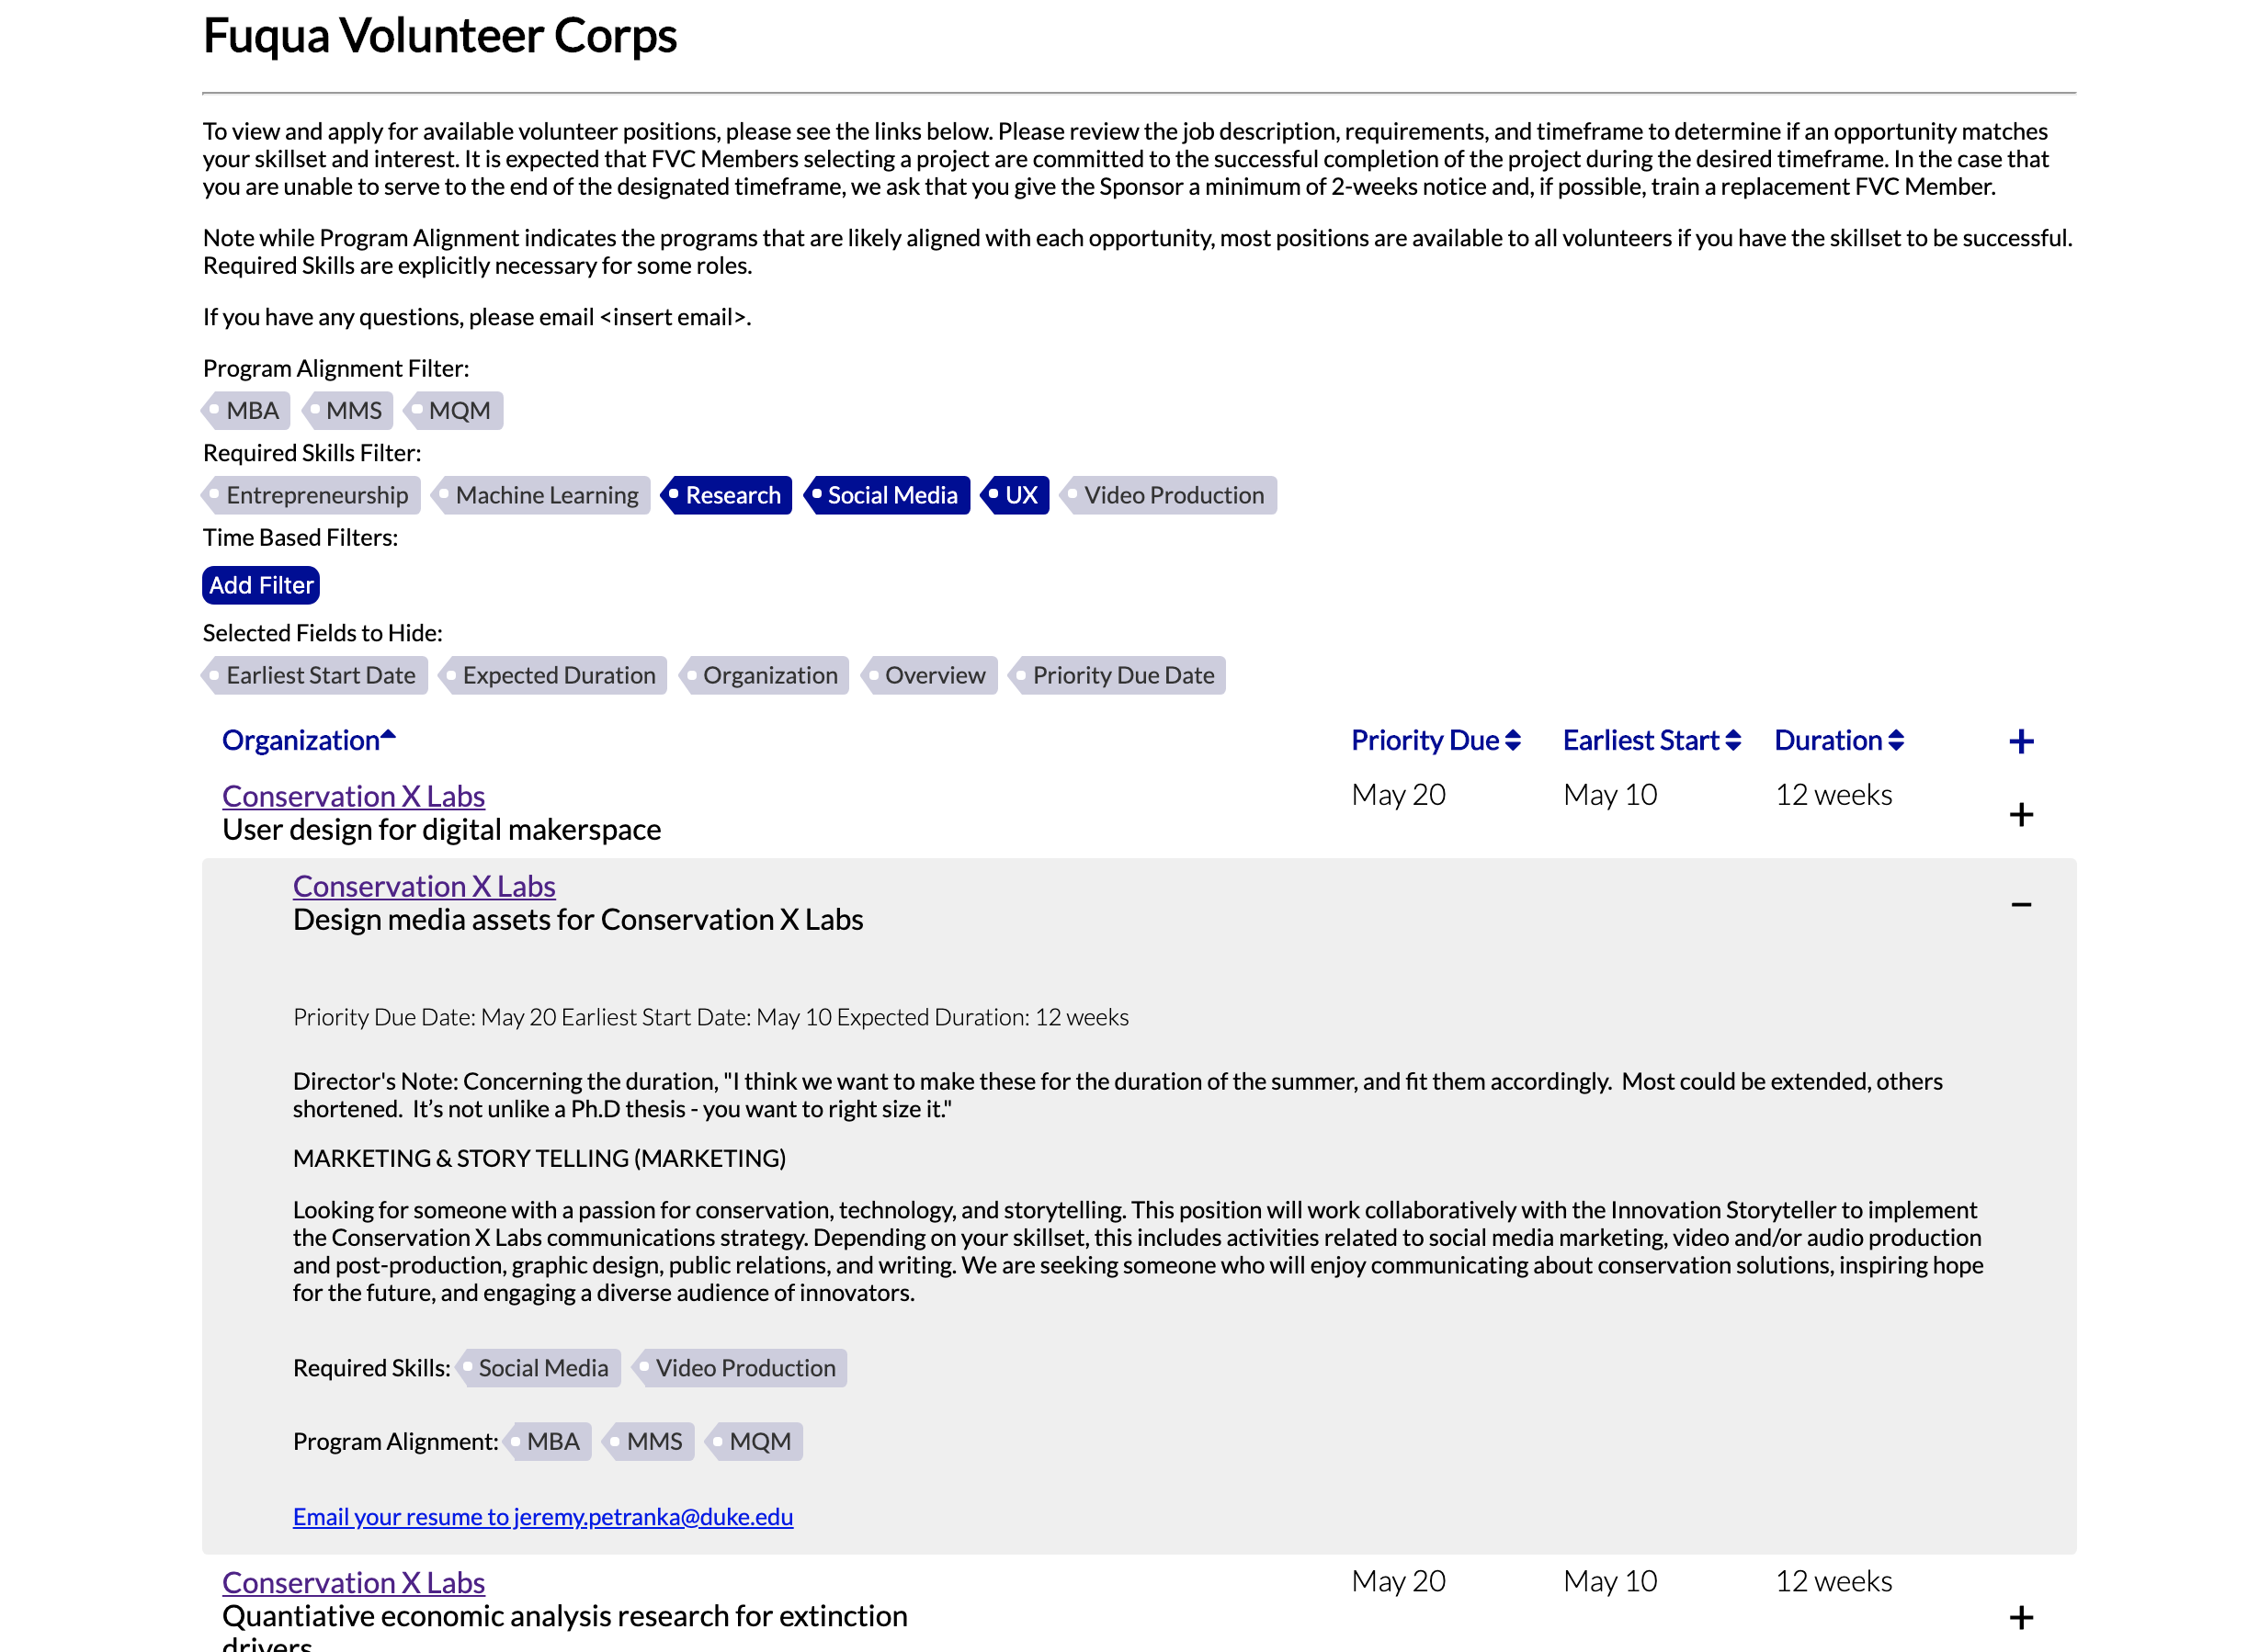 Fuqua Volunteer Corps
To view and apply for available volunteer positions, please see the links below. Please review the job description, requirements, and timeframe to determine if an opportunity matches
your skillset and interest. It is expected that FVC Members selecting a project are committed to the successful completion of the project during the desired timeframe. In the case that
you are unable to serve to the end of the designated timeframe, we ask that you give the Sponsor a minimum of 2-weeks notice and, if possible, train a replacement FVC Member.
Note while Program Alignment indicates the programs that are likely aligned with each opportunity, most positions are available to all volunteers if you have the skillset to be successful.
Required Skills are explicitly necessary for some roles.
If you have any questions, please email <insert email>.
Program Alignment Filter:
MBA MMS MQM
Required Skills Filter:
Entrepreneurship Machine Learning Research Social Media UX Video Production
Time Based Filters:
Add Filter
Selected Fields to Hide:
Earliest Start Date Expected Duration Organization Overview Priority Due Date
Organization Priority Due Earliest Start Duration +
Conservation X Labs May 20 May 10 12 weeks +
User design for digital makerspace
Conservation X Labs −
Design media assets for Conservation X Labs
Priority Due Date: May 20 Earliest Start Date: May 10 Expected Duration: 12 weeks
Director's Note: Concerning the duration, "I think we want to make these for the duration of the summer, and fit them accordingly.  Most could be extended, others
shortened.  It’s not unlike a Ph.D thesis - you want to right size it."
MARKETING & STORY TELLING (MARKETING)
Looking for someone with a passion for conservation, technology, and storytelling. This position will work collaboratively with the Innovation Storyteller to implement
the Conservation X Labs communications strategy. Depending on your skillset, this includes activities related to social media marketing, video and/or audio production
and post-production, graphic design, public relations, and writing. We are seeking someone who will enjoy communicating about conservation solutions, inspiring hope
for the future, and engaging a diverse audience of innovators.
Required Skills: Social Media Video Production
Program Alignment: MBA MMS MQM
Email your resume to jeremy.petranka@duke.edu
Conservation X Labs May 20 May 10 12 weeks +
Quantiative economic analysis research for extinction
drivers